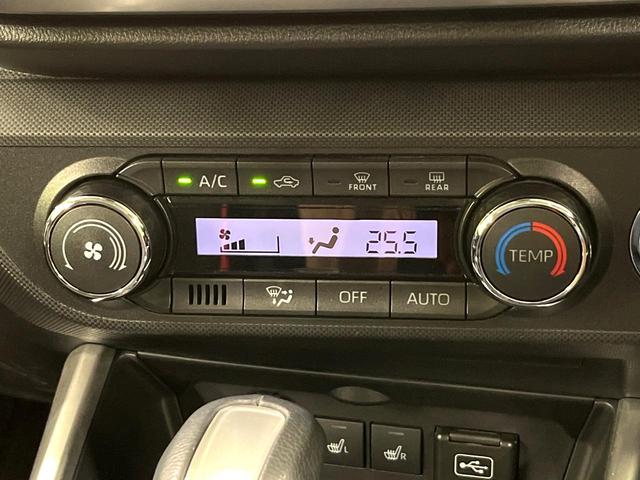 A/C
FRONT
REAR
25.5
TEMP
OFF
AUTO
L
R